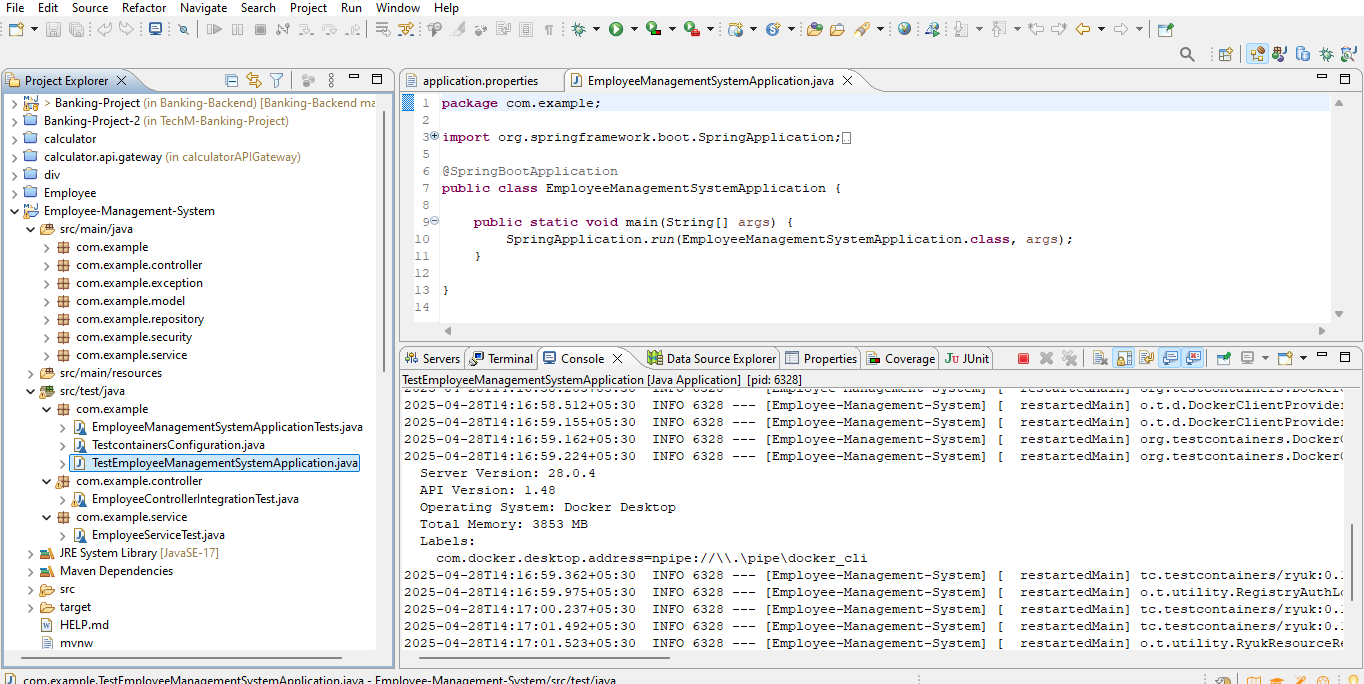 File Edit Source Refactor Navigate Search Project Run Window Help
Project Explorer
> Banking-Project (in Banking-Backend) [Banking-Backend ma
Banking-Project-2 (in TechM-Banking-Project)
calculator
calculator.api.gateway (in calculatorAPIGateway)
div
Employee
Employee-Management-System
src/main/java
com.example
com.example.controller
com.example.exception
com.example.model
com.example.repository
com.example.security
com.example.service
src/main/resources
src/test/java
com.example
EmployeeManagementSystemApplicationTests.java
TestcontainersConfiguration.java
TestEmployeeManagementSystemApplication.java
com.example.controller
EmployeeControllerIntegrationTest.java
com.example.service
EmployeeServiceTest.java
JRE System Library [JavaSE-17]
Maven Dependencies
src
target
HELP.md
mvnw
application.properties EmployeeManagementSystemApplication.java
1 package com.example;
2
3 import org.springframework.boot.SpringApplication;
5
6 @SpringBootApplication
7 public class EmployeeManagementSystemApplication {
8
9 public static void main(String[] args) {
10 SpringApplication.run(EmployeeManagementSystemApplication.class, args);
11 }
12
13 }
14
Servers Terminal Console Data Source Explorer Properties Coverage JUnit
TestEmployeeManagementSystemApplication [Java Application] [pid: 6328]
2025-04-28T14:16:58.512+05:30 INFO 6328 --- [Employee-Management-System] [ restartedMain] o.t.d.DockerClientProvider
2025-04-28T14:16:59.155+05:30 INFO 6328 --- [Employee-Management-System] [ restartedMain] o.t.d.DockerClientProvider
2025-04-28T14:16:59.162+05:30 INFO 6328 --- [Employee-Management-System] [ restartedMain] org.testcontainers.Docker
2025-04-28T14:16:59.224+05:30 INFO 6328 --- [Employee-Management-System] [ restartedMain] org.testcontainers.Docker
Server Version: 28.0.4
API Version: 1.48
Operating System: Docker Desktop
Total Memory: 3853 MB
Labels:
com.docker.desktop.address=npipe://\\.\pipe\docker_cli
2025-04-28T14:16:59.362+05:30 INFO 6328 --- [Employee-Management-System] [ restartedMain] tc.testcontainers/ryuk:0.
2025-04-28T14:16:59.975+05:30 INFO 6328 --- [Employee-Management-System] [ restartedMain] o.t.utility.RegistryAuthLo
2025-04-28T14:17:00.237+05:30 INFO 6328 --- [Employee-Management-System] [ restartedMain] tc.testcontainers/ryuk:0.
2025-04-28T14:17:01.492+05:30 INFO 6328 --- [Employee-Management-System] [ restartedMain] tc.testcontainers/ryuk:0.
2025-04-28T14:17:01.523+05:30 INFO 6328 --- [Employee-Management-System] [ restartedMain] o.t.utility.RyukResourceRe
com.example.TestEmployeeManagementSystemApplication.java - Employee-Management-System/src/test/java